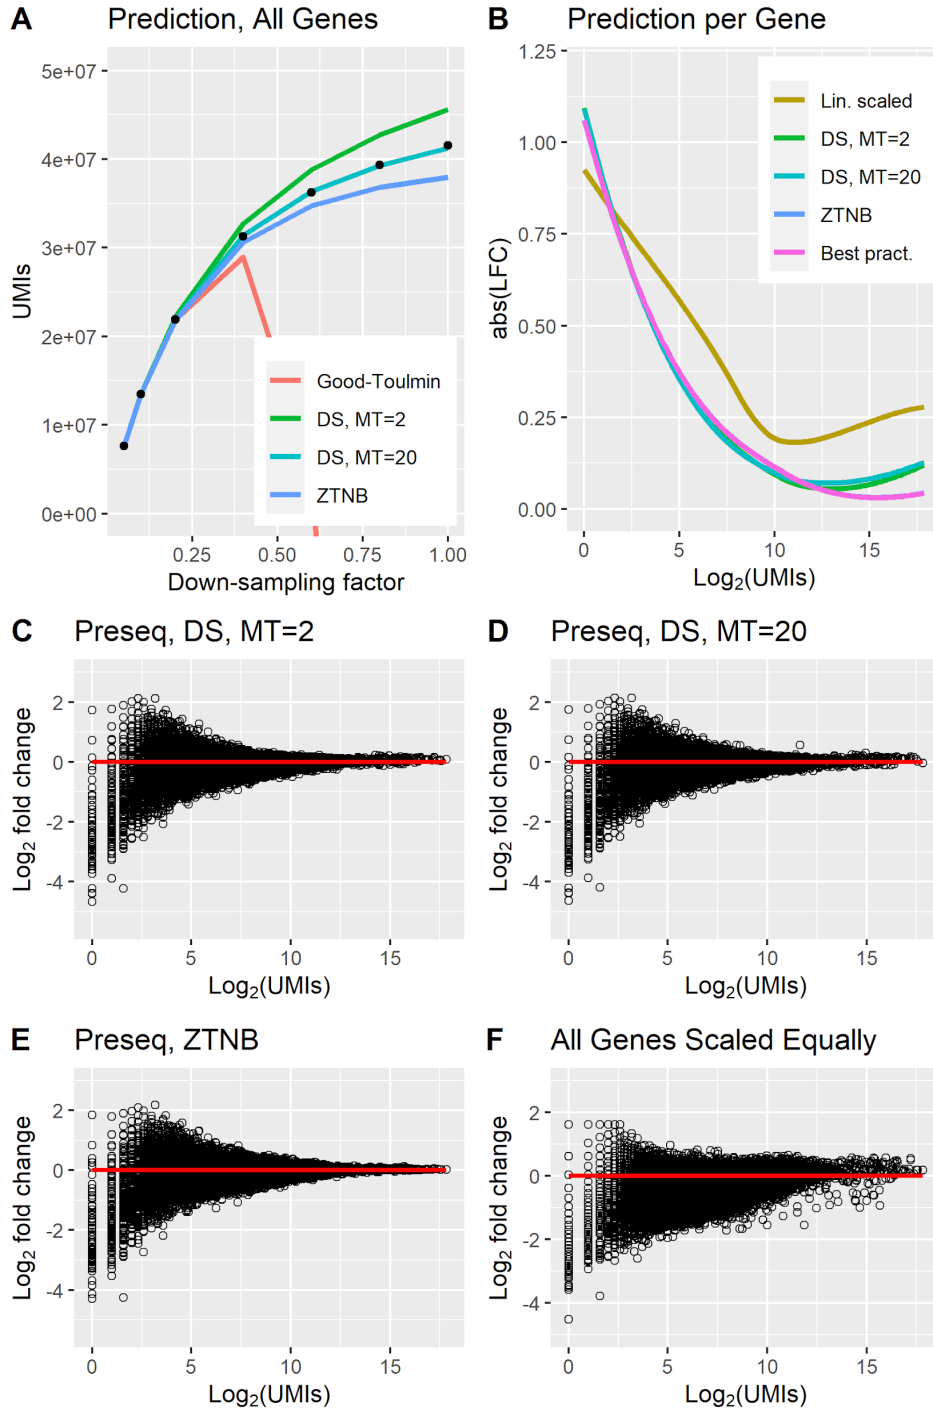 A Prediction, All Genes
UMIs
5e+07
4e+07
3e+07
2e+07
1e+07
0e+00
Good-Toulmin
DS, MT=2
DS, MT=20
ZTNB
0.25 0.50 0.75 1.00
Down-sampling factor
B Prediction per Gene
abs(LFC)
1.25
1.00
0.75
0.50
0.25
0.00
Lin. scaled
DS, MT=2
DS, MT=20
ZTNB
Best pract.
0 5 10 15
Log2(UMIs)
C Preseq, DS, MT=2
Log2 fold change
2
0
-2
-4
0 5 10 15
Log2(UMIs)
D Preseq, DS, MT=20
Log2 fold change
2
0
-2
-4
0 5 10 15
Log2(UMIs)
E Preseq, ZTNB
Log2 fold change
2
0
-2
-4
0 5 10 15
Log2(UMIs)
F All Genes Scaled Equally
Log2 fold change
2
0
-2
-4
0 5 10 15
Log2(UMIs)